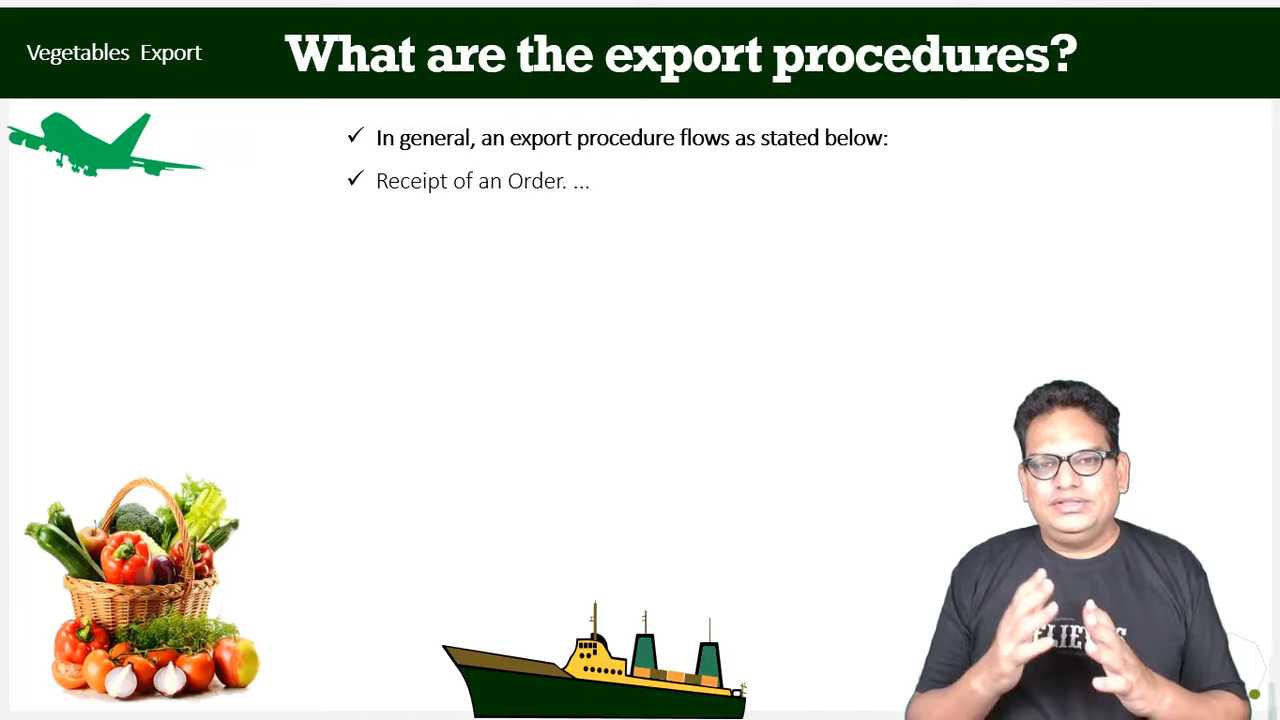 Vegetables Export
What are the export procedures?
✓ In general, an export procedure flows as stated below:
✓ Receipt of an Order. ...